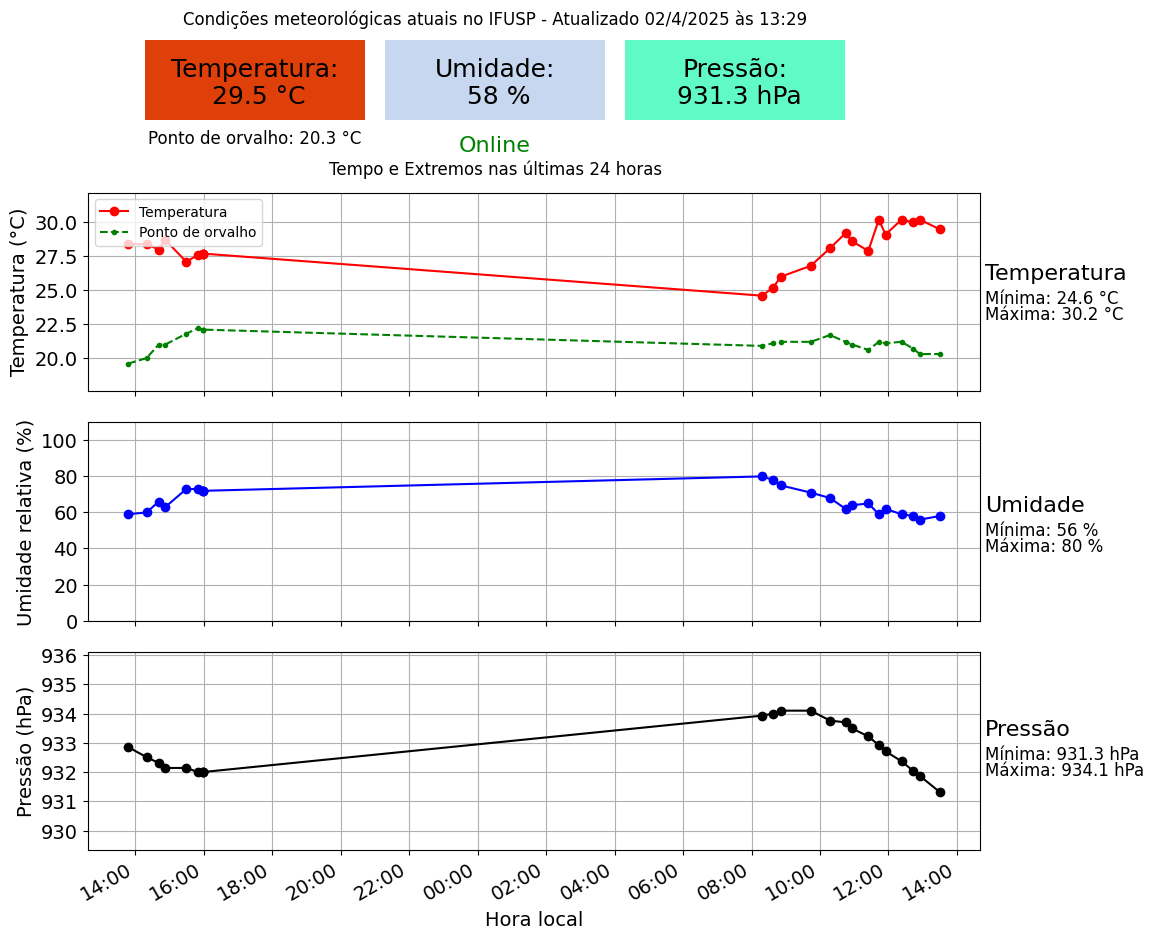 Condições meteorológicas atuais no IFUSP - Atualizado 02/4/2025 às 13:29
Temperatura:
29.5 °C
Umidade:
58 %
Pressão:
931.3 hPa
Ponto de orvalho: 20.3 °C
Online
Tempo e Extremos nas últimas 24 horas
Temperatura (°C)
30.0
27.5
25.0
22.5
20.0
Temperatura
Ponto de orvalho
Temperatura
Mínima: 24.6 °C
Máxima: 30.2 °C
Umidade relativa (%)
100
80
60
40
20
0
Umidade
Mínima: 56 %
Máxima: 80 %
Pressão (hPa)
936
935
934
933
932
931
930
Pressão
Mínima: 931.3 hPa
Máxima: 934.1 hPa
14:00 16:00 18:00 20:00 22:00 00:00 02:00 04:00 06:00 08:00 10:00 12:00 14:00
Hora local